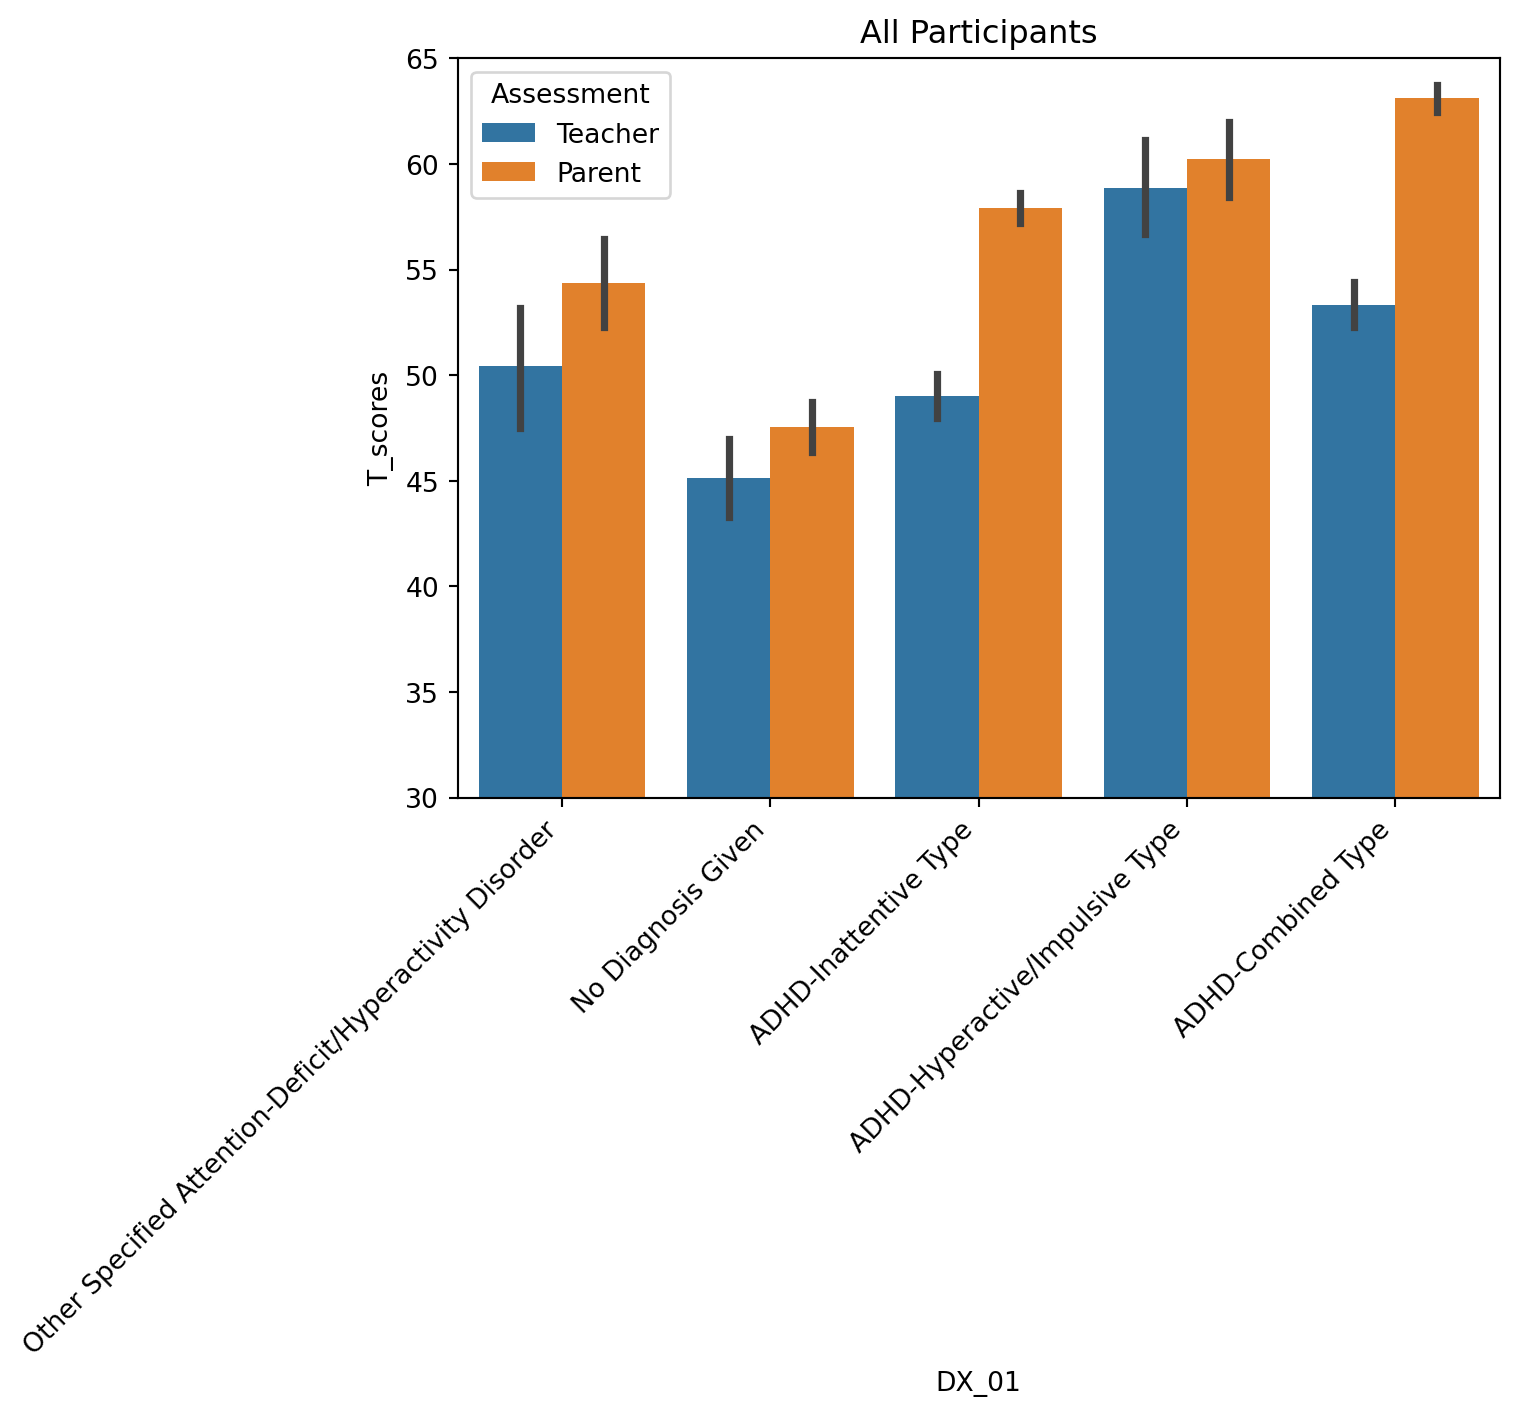 All Participants
Assessment
Teacher
Parent
T_scores
65
60
55
50
45
40
35
30
Other Specified Attention-Deficit/Hyperactivity Disorder
No Diagnosis Given
ADHD-Inattentive Type
ADHD-Hyperactive/Impulsive Type
ADHD-Combined Type
DX_01